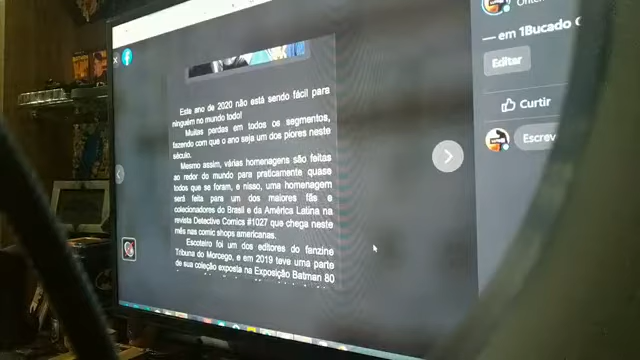 Este ano de 2020 não está sendo fácil para
ninguém no mundo todo!
Muitas perdas em todos os segmentos,
fazendo com que o ano seja um dos piores neste
século.
Mesmo assim, várias homenagens são feitas
ao redor do mundo para praticamente quase
todos que se foram, e nisso, uma homenagem
será feita para um dos maiores fãs e
colecionadores do Brasil e da América Latina na
revista Detective Comics #1027 que chega neste
mês nas comic shops americanas.
Escoteiro foi um dos editores do fanzine
Tribuna do Morcego, e em 2019 teve uma parte
de sua coleção exposta na Exposição Batman 80
— em 1Bucado
Editar
Curtir
Escrev